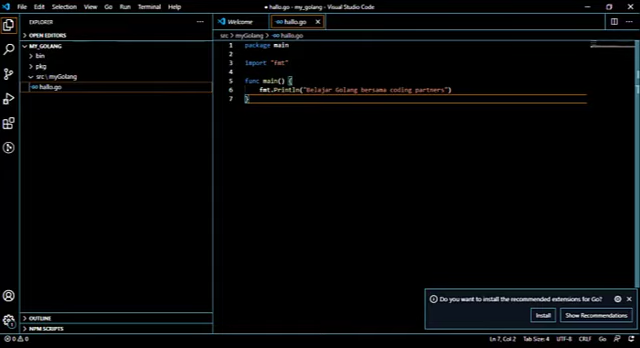 File Edit Selection View Go Run Terminal Help
● hallo.go - my_golang - Visual Studio Code
EXPLORER
OPEN EDITORS
MY_GOLANG
bin
pkg
src \ myGolang
hallo.go
OUTLINE
NPM SCRIPTS
Welcome
hallo.go
src > myGolang > hallo.go
1 package main
2
3 import "fmt"
4
5 func main() {
6 fmt.Println("Belajar Golang bersama coding partners")
7 }
Do you want to install the recommended extensions for Go?
Install Show Recommendations
0 0
Ln 7, Col 2 Tab Size: 4 UTF-8 CRLF Go